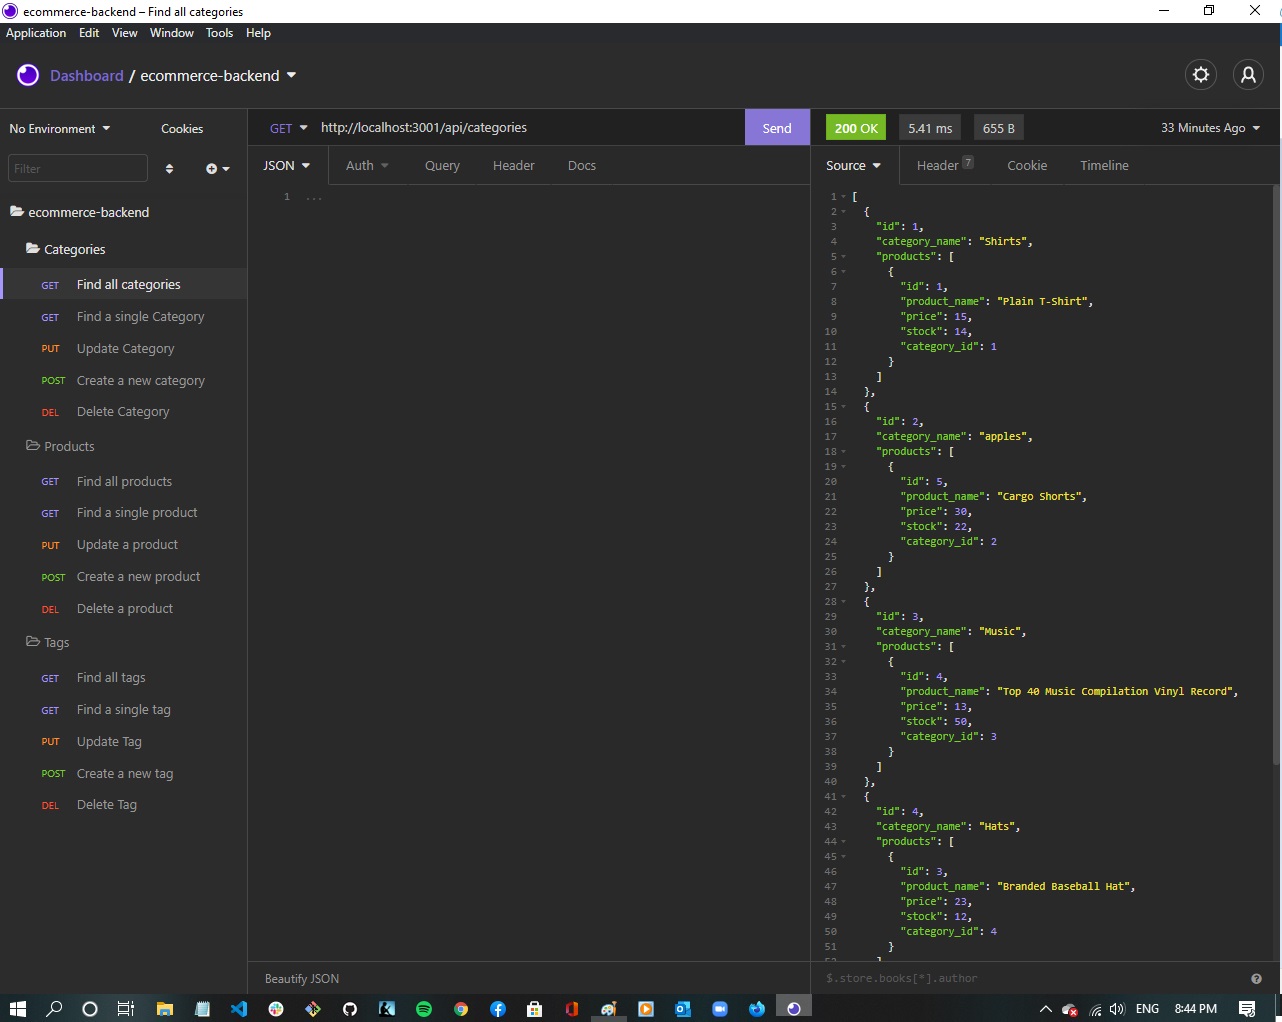 ecommerce-backend – Find all categories
Application Edit View Window Tools Help
Dashboard / ecommerce-backend
No Environment Cookies
GET http://localhost:3001/api/categories Send
200 OK 5.41 ms 655 B 33 Minutes Ago
Filter
JSON Auth Query Header Docs
Source Header 7 Cookie Timeline
ecommerce-backend
Categories
GET Find all categories
GET Find a single Category
PUT Update Category
POST Create a new category
DEL Delete Category
Products
GET Find all products
GET Find a single product
PUT Update a product
POST Create a new product
DEL Delete a product
Tags
GET Find all tags
GET Find a single tag
PUT Update Tag
POST Create a new tag
DEL Delete Tag
1 ...
Beautify JSON
1 [
2 {
3 "id": 1,
4 "category_name": "Shirts",
5 "products": [
6 {
7 "id": 1,
8 "product_name": "Plain T-Shirt",
9 "price": 15,
10 "stock": 14,
11 "category_id": 1
12 }
13 ]
14 },
15 {
16 "id": 2,
17 "category_name": "apples",
18 "products": [
19 {
20 "id": 5,
21 "product_name": "Cargo Shorts",
22 "price": 30,
23 "stock": 22,
24 "category_id": 2
25 }
26 ]
27 },
28 {
29 "id": 3,
30 "category_name": "Music",
31 "products": [
32 {
33 "id": 4,
34 "product_name": "Top 40 Music Compilation Vinyl Record",
35 "price": 13,
36 "stock": 50,
37 "category_id": 3
38 }
39 ]
40 },
41 {
42 "id": 4,
43 "category_name": "Hats",
44 "products": [
45 {
46 "id": 3,
47 "product_name": "Branded Baseball Hat",
48 "price": 23,
49 "stock": 12,
50 "category_id": 4
51 }
52 ]
$.store.books[*].author
ENG 8:44 PM